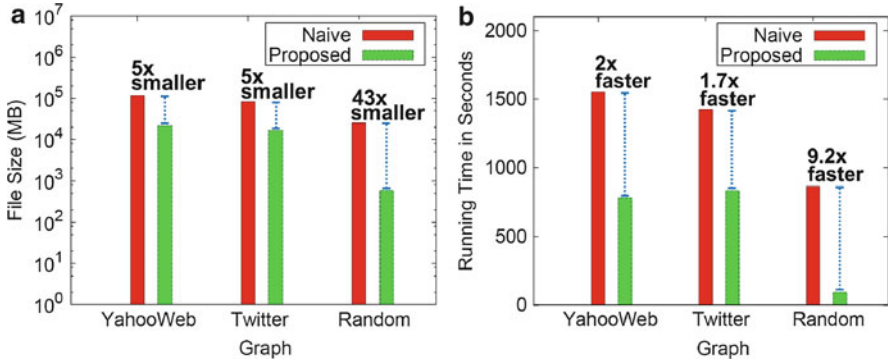 a
Naive
Proposed
10^7
10^6
10^5
10^4
10^3
10^2
10^1
10^0
File Size (MB)
5x
smaller
5x
smaller
43x
smaller
YahooWeb
Twitter
Random
Graph
b
Naive
Proposed
2000
1500
1000
500
0
Running Time in Seconds
2x
faster
1.7x
faster
9.2x
faster
YahooWeb
Twitter
Random
Graph